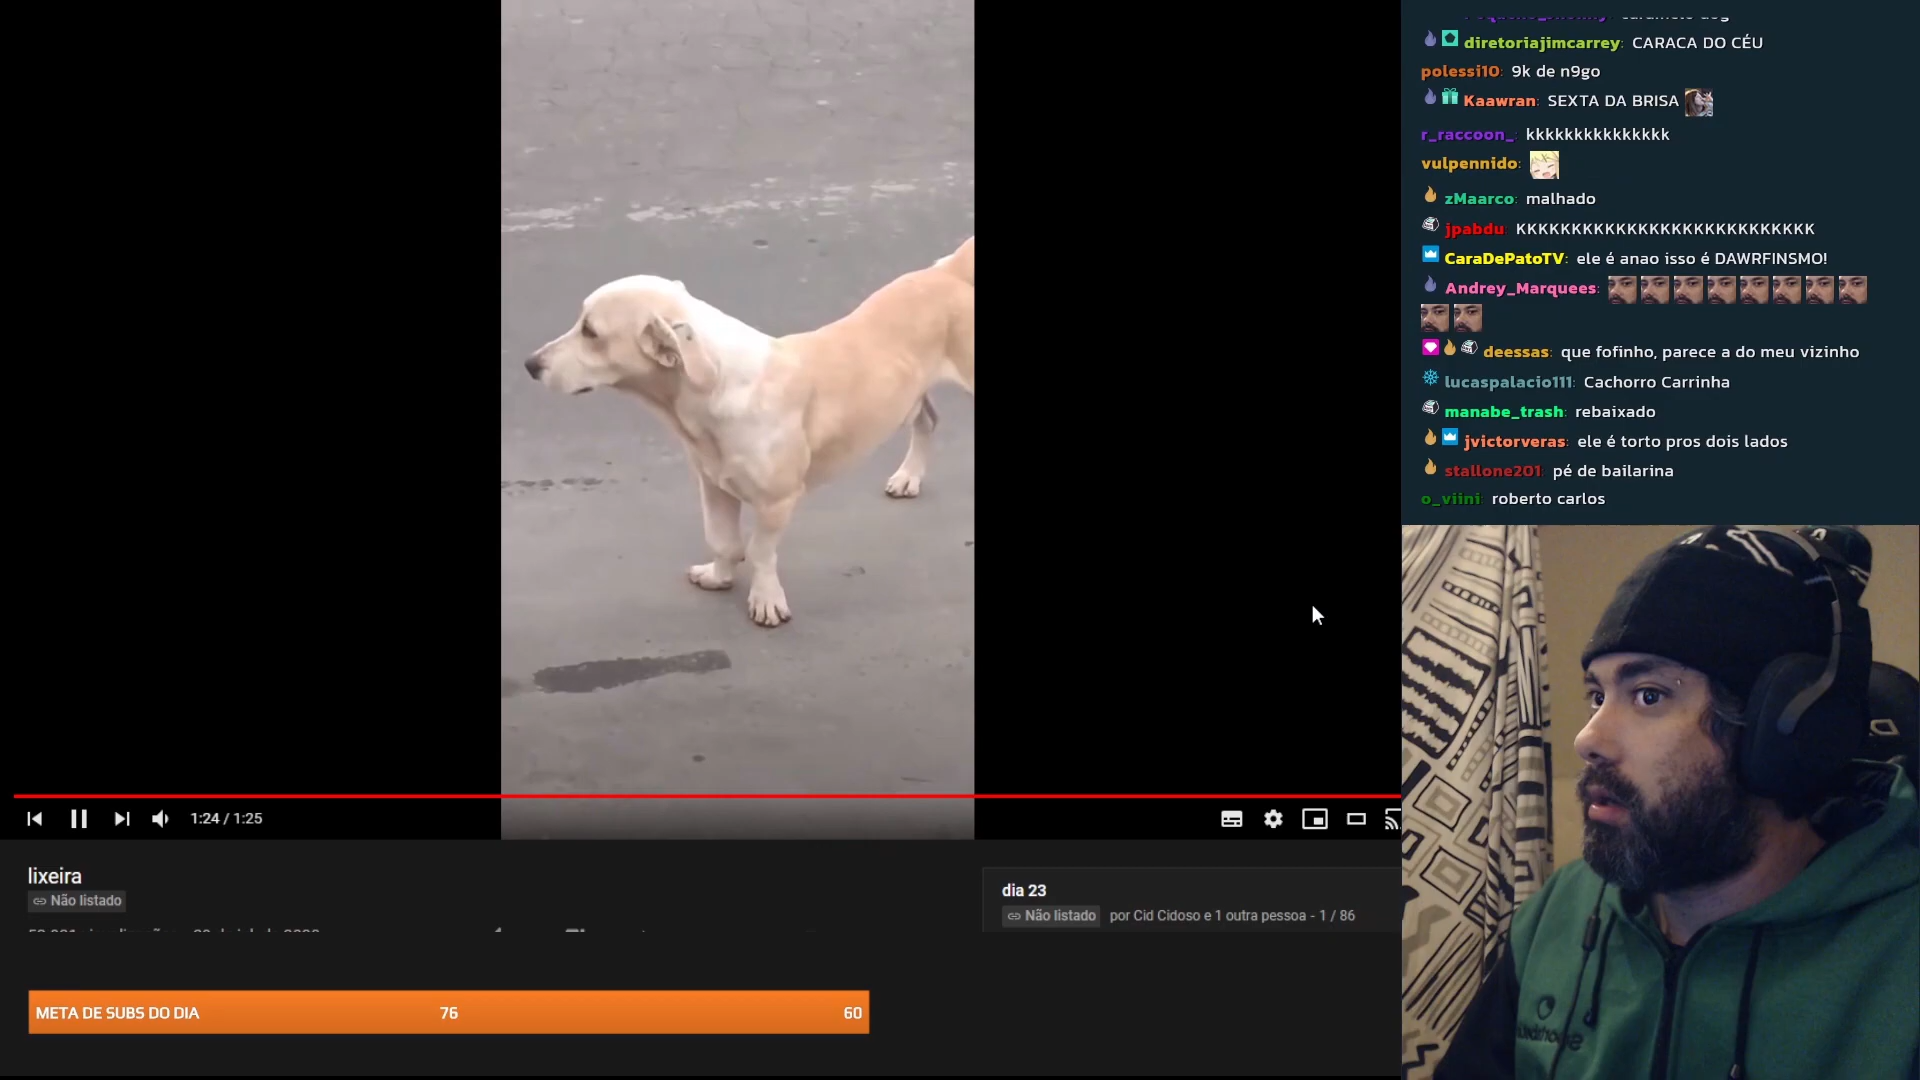 diretoriajimcarrey: CARACA DO CÉU
polessi10: 9k de n9go
Kaawran: SEXTA DA BRISA
r_raccoon_: kkkkkkkkkkkkkk
vulpennido:
zMaarco: malhado
jpabdu: KKKKKKKKKKKKKKKKKKKKKKKKKK
CaraDePatoTV: ele é anao isso é DAWRFINSMO!
Andrey_Marquees:
deessas: que fofinho, parece a do meu vizinho
lucaspalacio111: Cachorro Carrinha
manabe_trash: rebaixado
jvictorveras: ele é torto pros dois lados
stallone201: pé de bailarina
o_viini: roberto carlos
1:24 / 1:25
lixeira
Não listado
dia 23
Não listado por Cid Cidoso e 1 outra pessoa - 1 / 86
META DE SUBS DO DIA 76 60